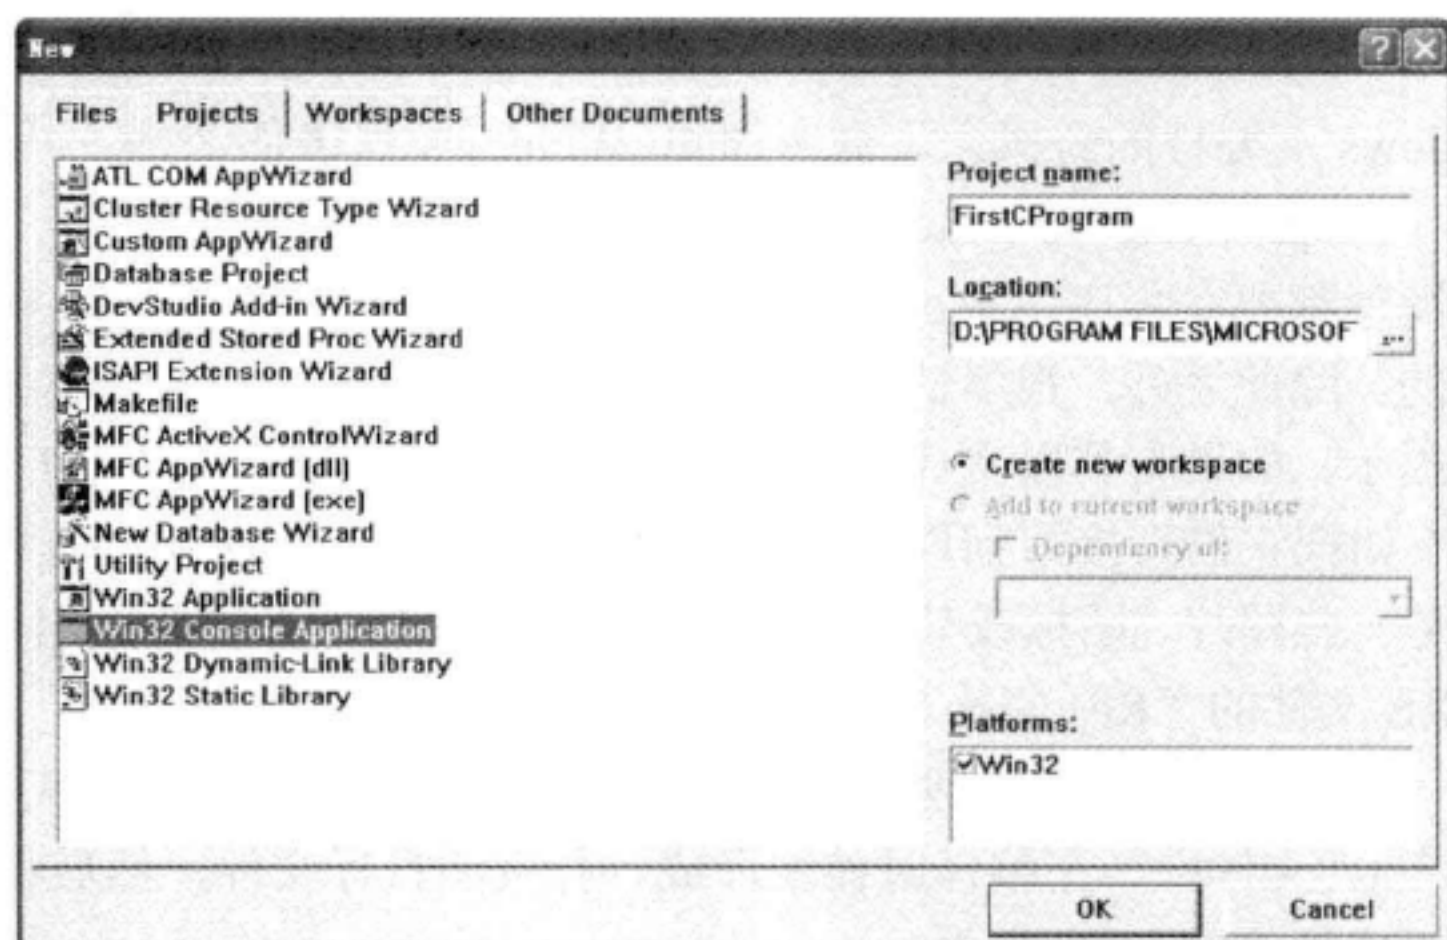 New
Files Projects Workspaces Other Documents
ATL COM AppWizard
Cluster Resource Type Wizard
Custom AppWizard
Database Project
DevStudio Add-in Wizard
Extended Stored Proc Wizard
ISAPI Extension Wizard
Makefile
MFC ActiveX ControlWizard
MFC AppWizard (dll)
MFC AppWizard (exe)
New Database Wizard
Utility Project
Win32 Application
Win32 Console Application
Win32 Dynamic-Link Library
Win32 Static Library
Project name:
FirstCProgram
Location:
D:\PROGRAM FILES\MICROSOF
...
Create new workspace
Add to current workspace
Dependency of:
Platforms:
Win32
OK Cancel